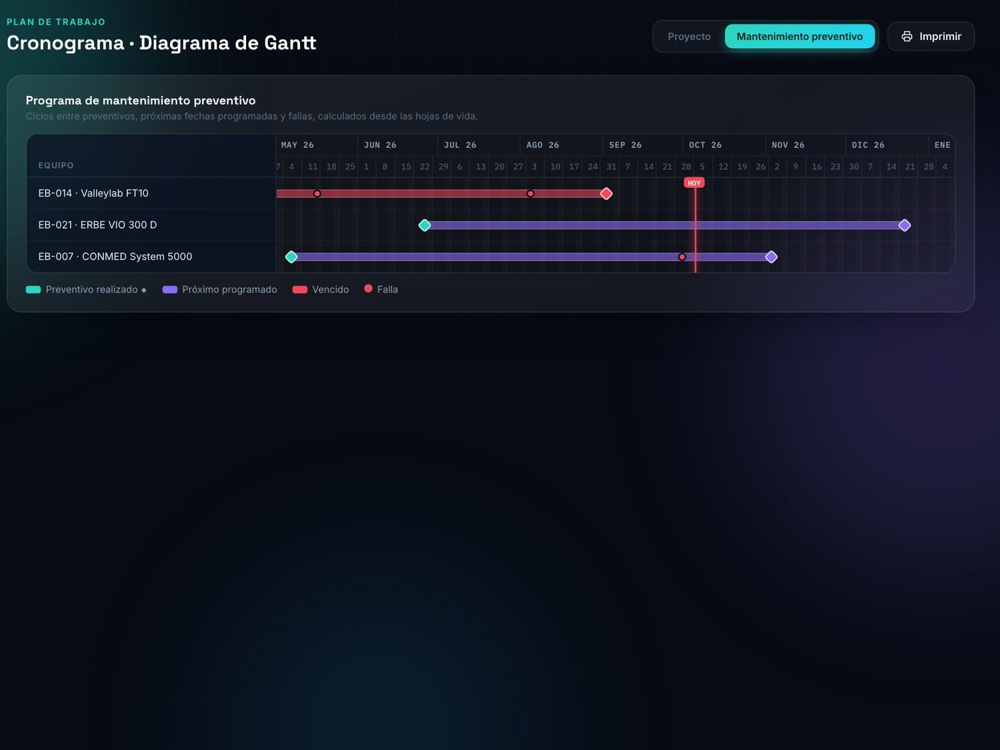 PLAN DE TRABAJO
Cronograma · Diagrama de Gantt
Proyecto
Mantenimiento preventivo
Imprimir
Programa de mantenimiento preventivo
Ciclos entre preventivos, próximas fechas programadas y fallas, calculados desde las hojas de vida.
MAY 26 JUN 26 JUL 26 AGO 26 SEP 26 OCT 26 NOV 26 DIC 26 ENE
EQUIPO
7 4 11 18 25 1 8 15 22 29 6 13 20 27 3 10 17 24 31 7 14 21 28 5 12 19 26 2 9 16 23 30 7 14 21 28 4
HOY
EB-014 · Valleylab FT10
EB-021 · ERBE VIO 300 D
EB-007 · CONMED System 5000
Preventivo realizado ◆ Próximo programado Vencido Falla